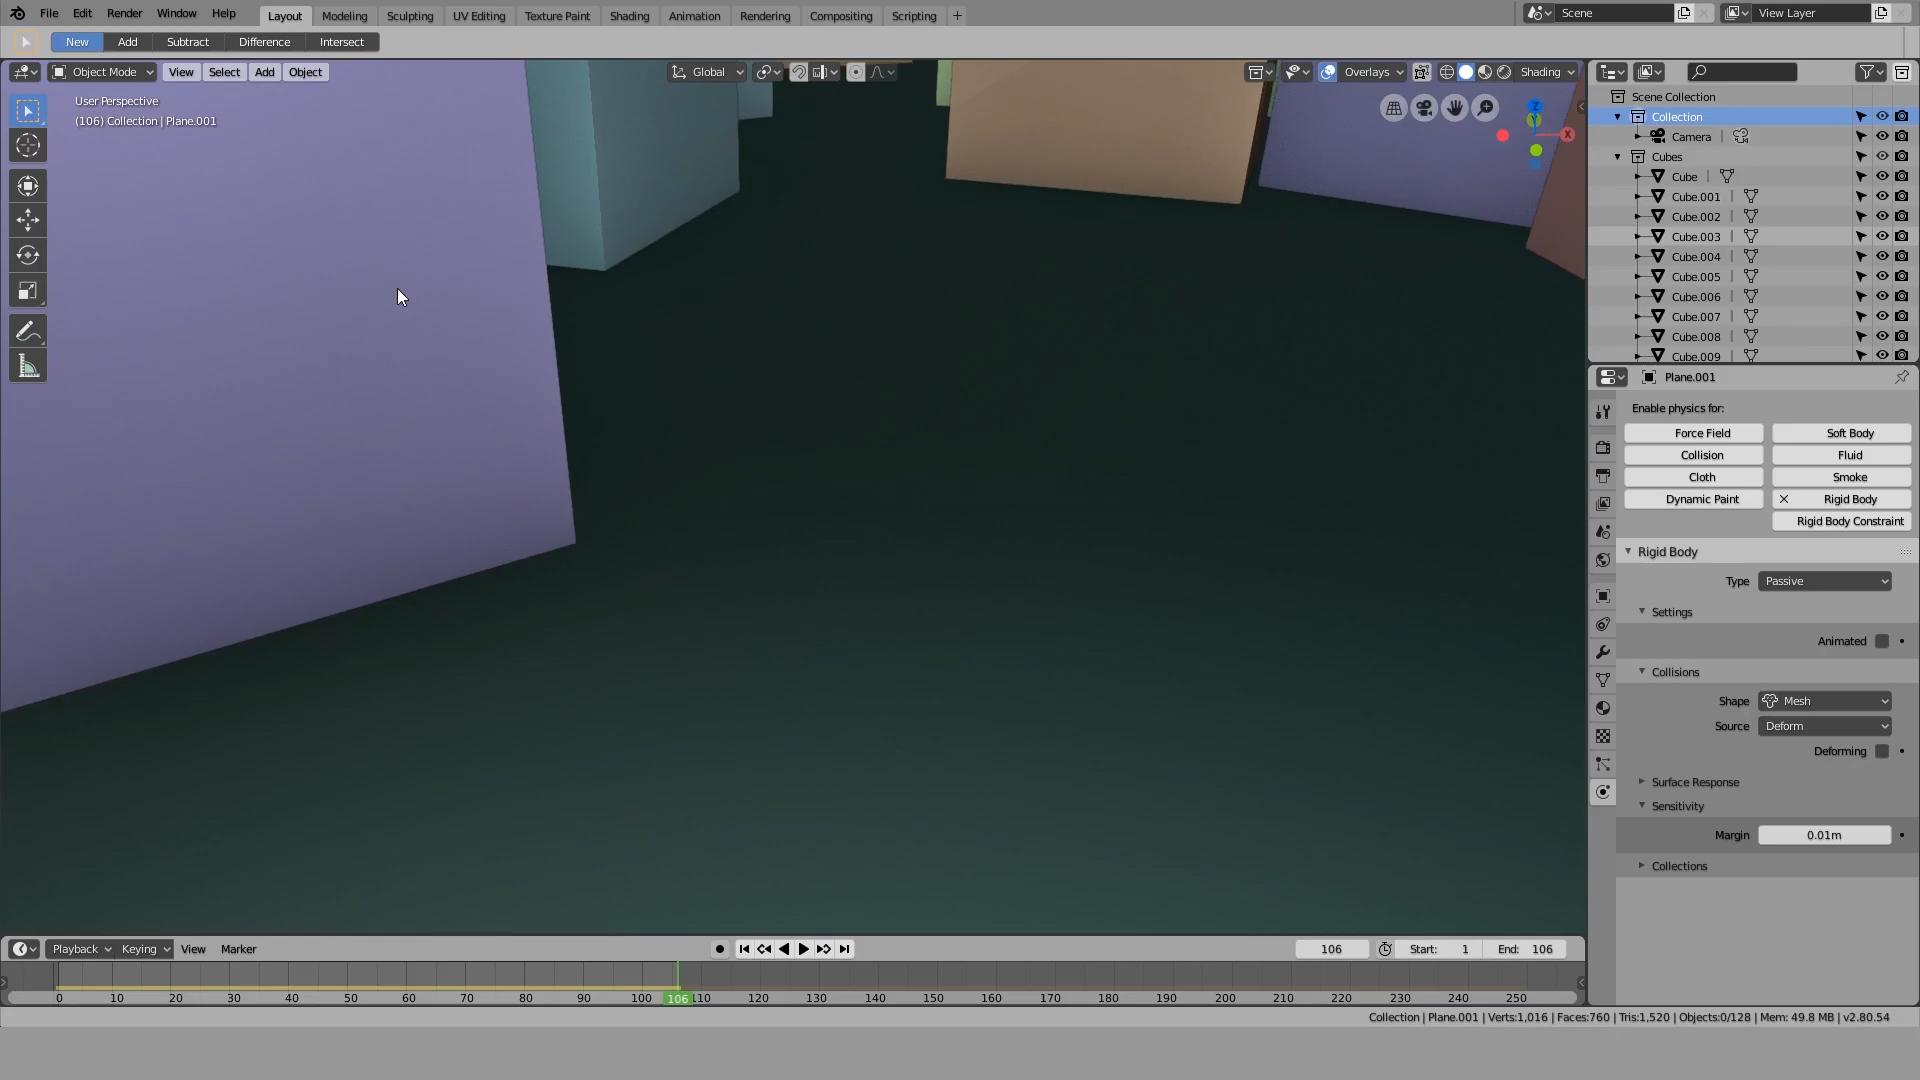 File Edit Render Window Help Layout Modeling Sculpting UV Editing Texture Paint Shading Animation Rendering Compositing Scripting + Scene View Layer
New Add Subtract Difference Intersect
Object Mode View Select Add Object Global Overlays Shading
User Perspective
(106) Collection | Plane.001
Z
Y
X
Scene Collection
Collection
Camera
Cubes
Cube
Cube.001
Cube.002
Cube.003
Cube.004
Cube.005
Cube.006
Cube.007
Cube.008
Cube.009
Plane.001
Enable physics for:
Force Field Soft Body
Collision Fluid
Cloth Smoke
Dynamic Paint Rigid Body
Rigid Body Constraint
Rigid Body
Type Passive
Settings
Animated
Collisions
Shape Mesh
Source Deform
Deforming
Surface Response
Sensitivity
Margin 0.01m
Collections
Playback Keying View Marker 106 Start: 1 End: 106
0 10 20 30 40 50 60 70 80 90 100 106 110 120 130 140 150 160 170 180 190 200 210 220 230 240 250
Collection | Plane.001 | Verts:1,016 | Faces:760 | Tris:1,520 | Objects:0/128 | Mem: 49.8 MB | v2.80.54